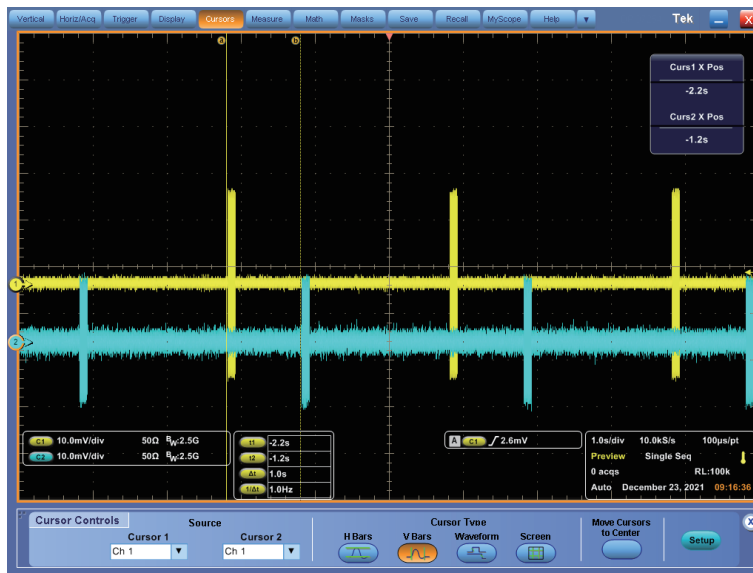 Vertical Horiz/Acq Trigger Display Cursors Measure Math Masks Save Recall MyScope Help Tek X
a b
Curs1 X Pos
-2.2s
Curs2 X Pos
-1.2s
1
2
C1 10.0mV/div 50Ω BW:2.5G
C2 10.0mV/div 50Ω BW:2.5G
t1 -2.2s
t2 -1.2s
Δt 1.0s
1/Δt 1.0Hz
A C1 2.6mV
1.0s/div 10.0kS/s 100µs/pt
Preview Single Seq
0 acqs RL:100k
Auto December 23, 2021 09:16:36
Cursor Controls
Source
Cursor 1 Cursor 2
Ch 1 Ch 1
Cursor Type
H Bars V Bars Waveform Screen
Move Cursors
to Center
Setup
X